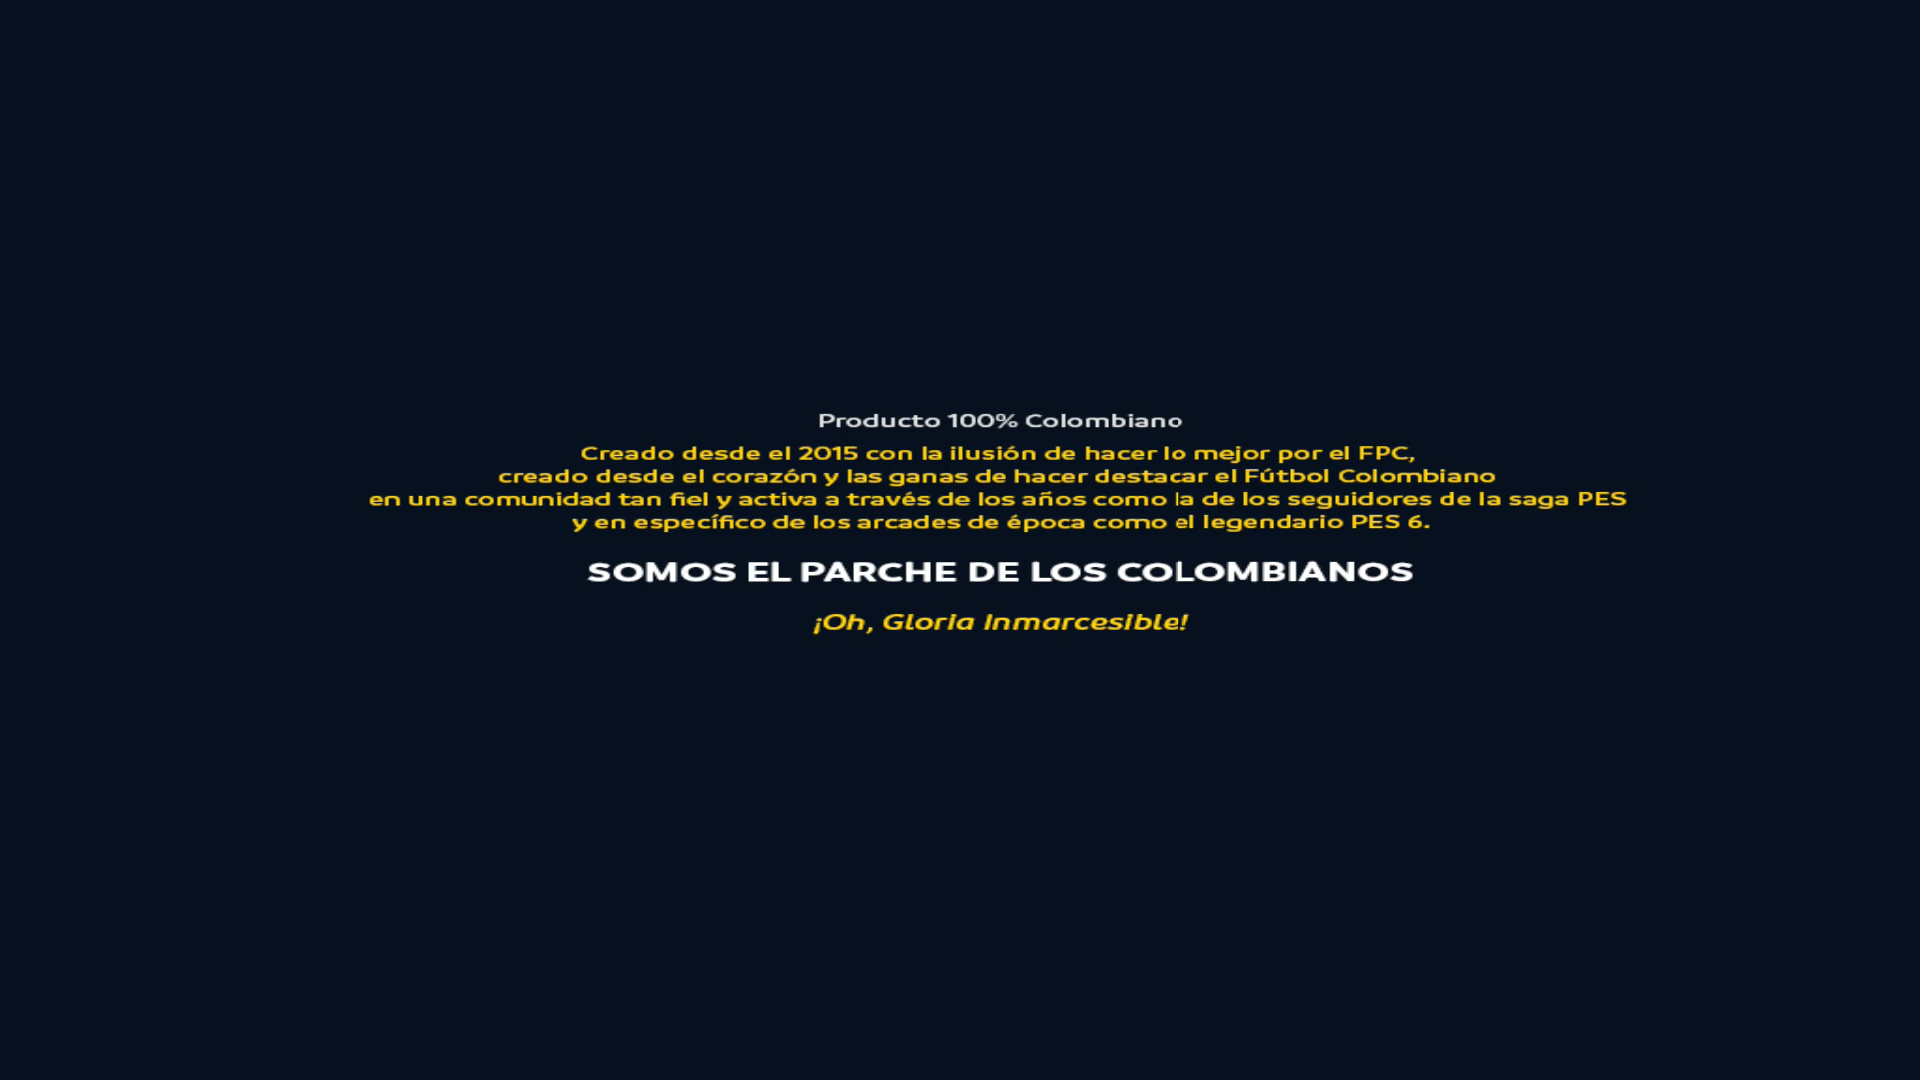 Producto 100% Colombiano
Creado desde el 2015 con la ilusión de hacer lo mejor por el FPC,
creado desde el corazón y las ganas de hacer destacar el Fútbol Colombiano
en una comunidad tan fiel y activa a través de los años como la de los seguidores de la saga PES
y en específico de los arcades de época como el legendario PES 6.
SOMOS EL PARCHE DE LOS COLOMBIANOS
¡Oh, Gloria Inmarcesible!